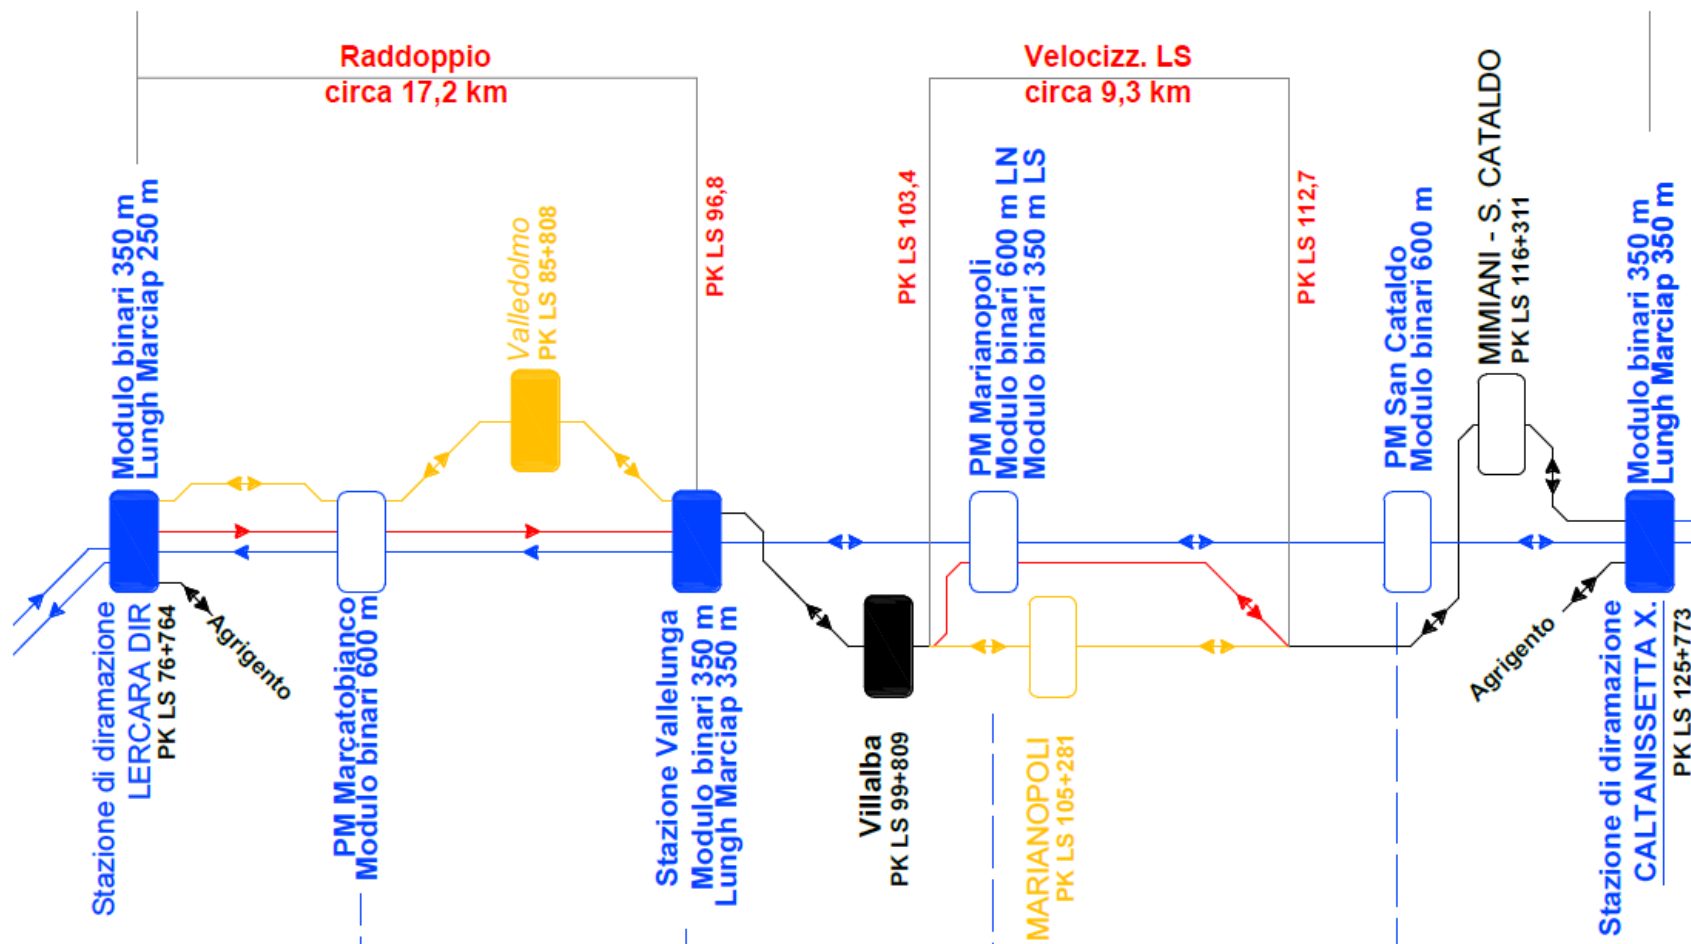 Raddoppio
circa 17,2 km
Velocizz. LS
circa 9,3 km
Modulo binari 350 m
Lungh Marciap 250 m
Valledolmo
PK LS 85+808
PK LS 96,8
PK LS 103,4
PM Marianopoli
Modulo binari 600 m LN
Modulo binari 350 m LS
PK LS 112,7
PM San Cataldo
Modulo binari 600 m
MIMIANI - S. CATALDO
PK LS 116+311
Modulo binari 350 m
Lungh Marciap 350 m
Stazione di diramazione
LERCARA DIR
PK LS 76+764
Agrigento
PM Marcatobianco
Modulo binari 600 m
Stazione Vallelunga
Modulo binari 350 m
Lungh Marciap 350 m
Villalba
PK LS 99+809
MARIANOPOLI
PK LS 105+281
Agrigento
Stazione di diramazione
CALTANISSETTA X.
PK LS 125+773